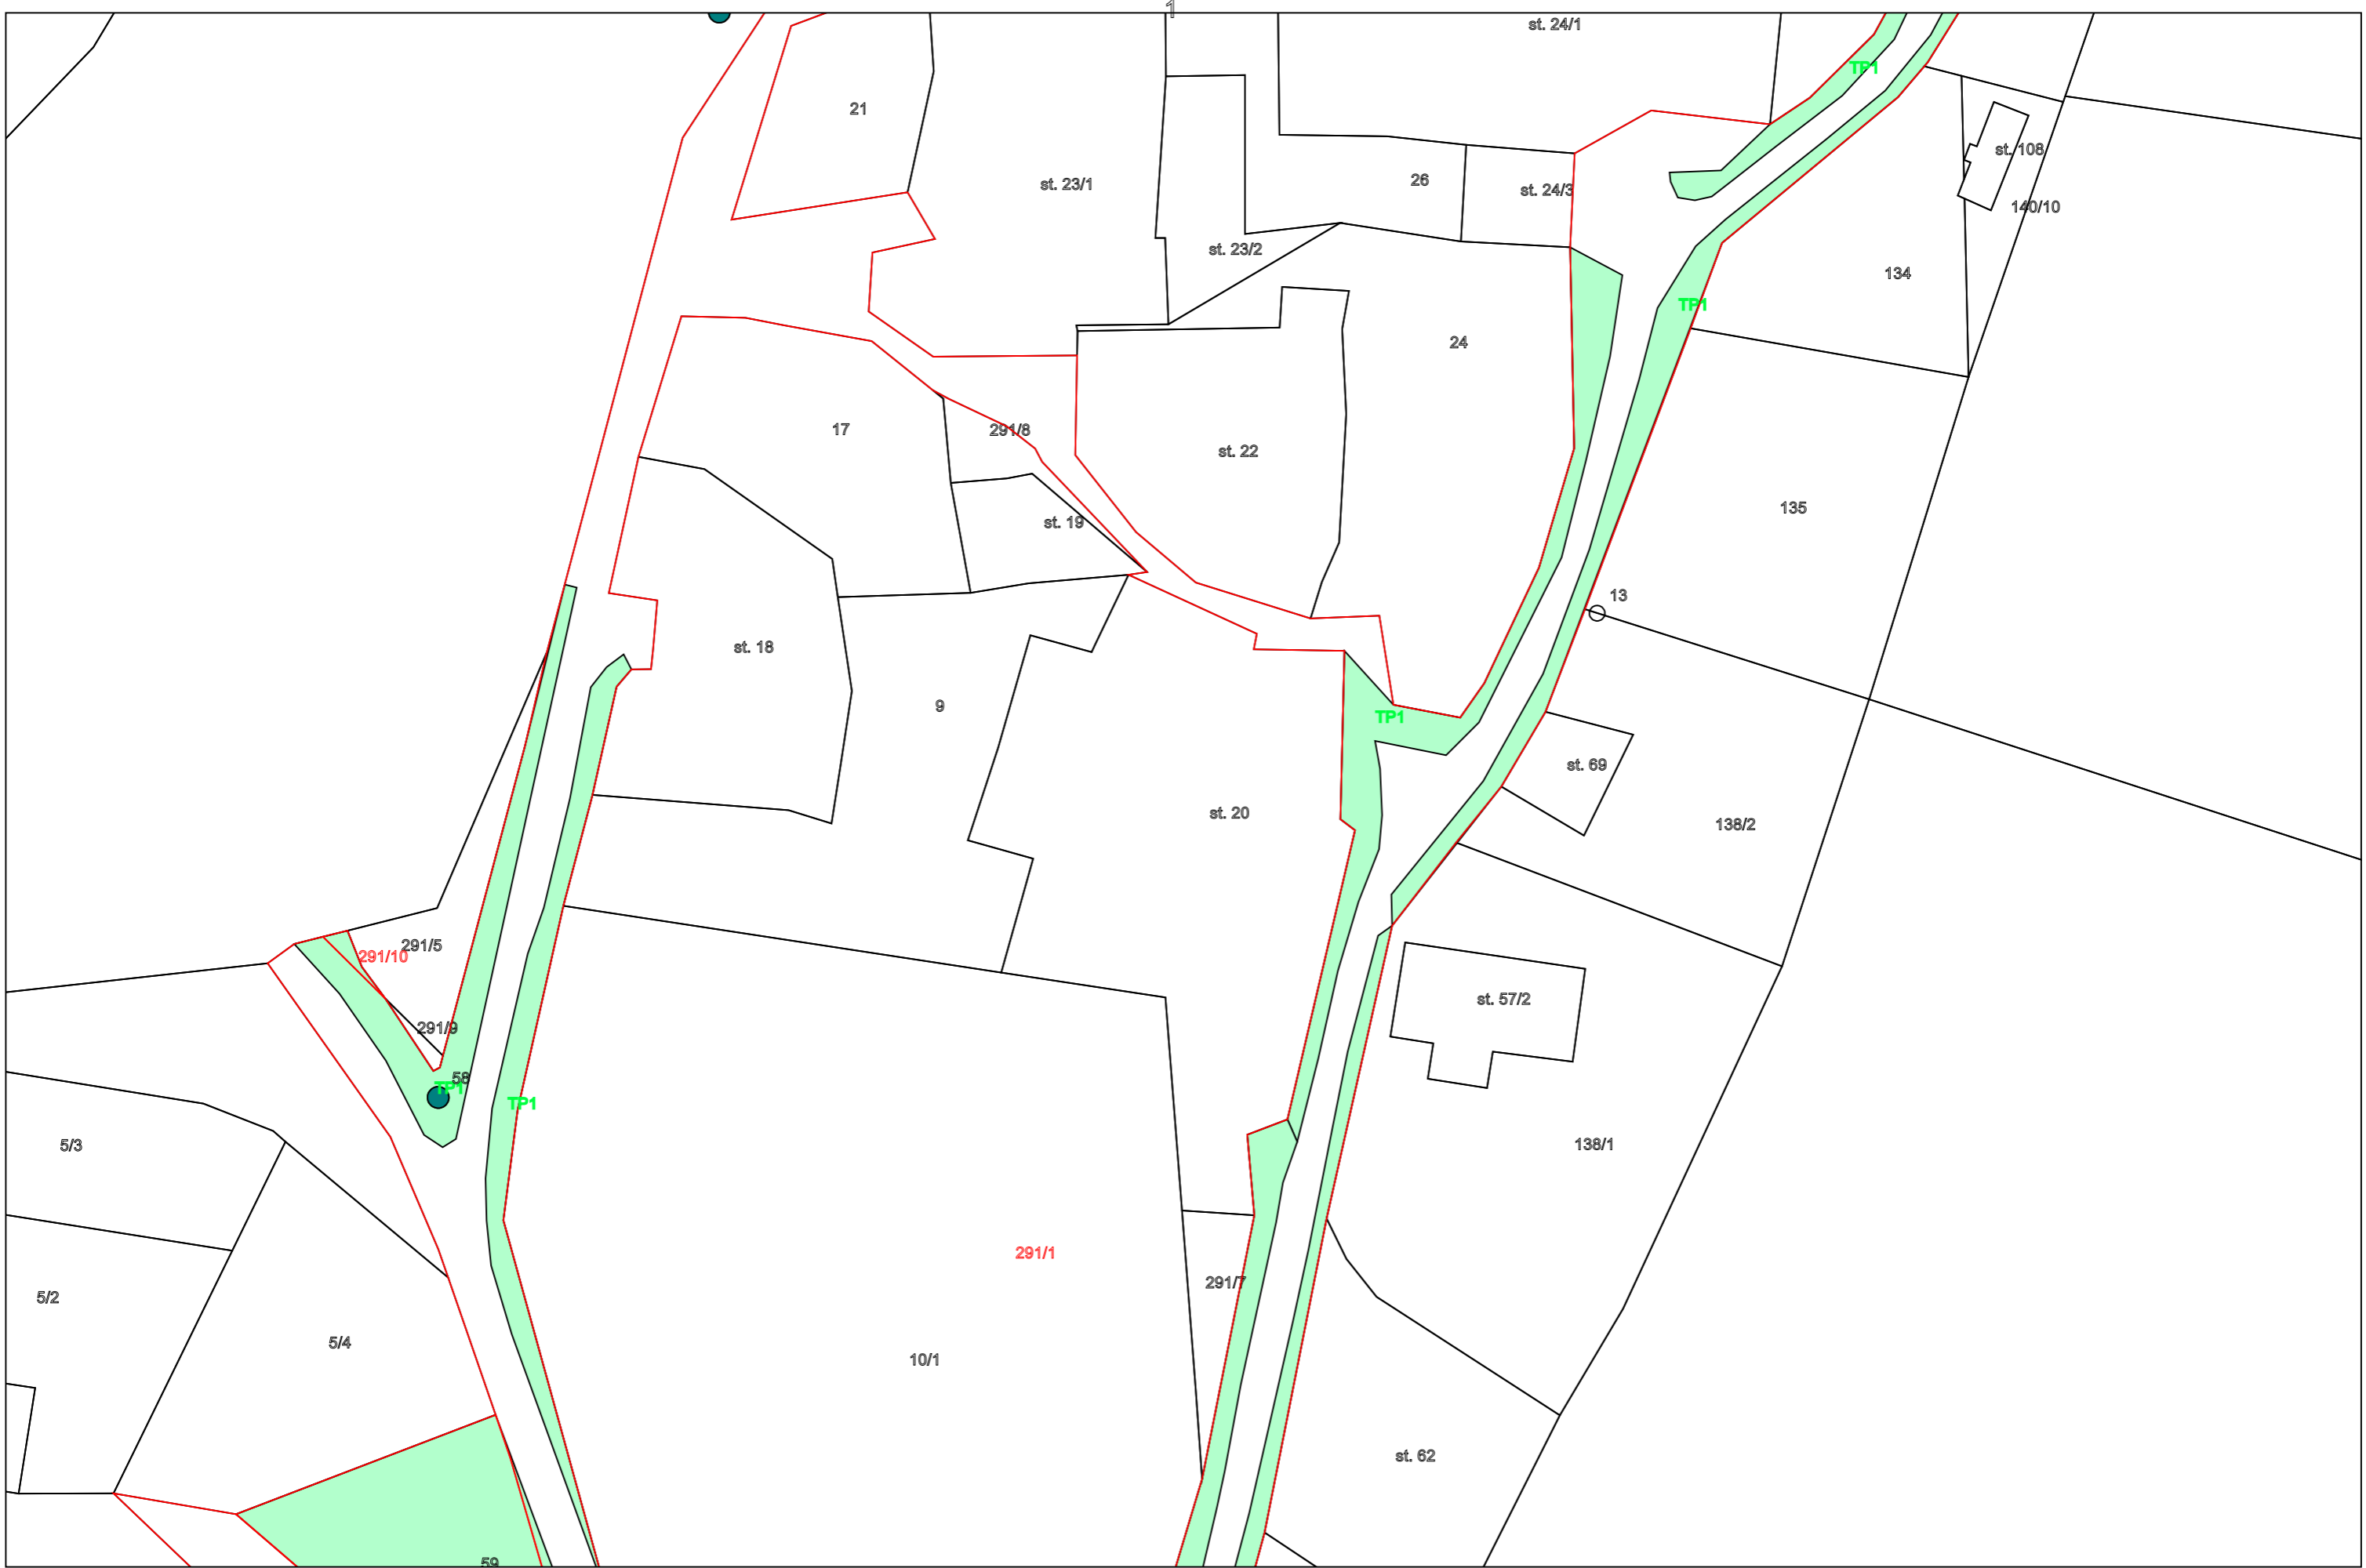 1
st. 24/1
TP1
21
st. 108
26
st. 23/1
st. 24/3
140/10
st. 23/2
134
TP1
24
17
291/8
st. 22
135
st. 19
13
st. 18
9
TP1
st. 69
st. 20
138/2
291/5
291/10
st. 57/2
291/9
58
TP1
TP1
5/3
138/1
291/1
291/7
5/2
5/4
10/1
st. 62
59